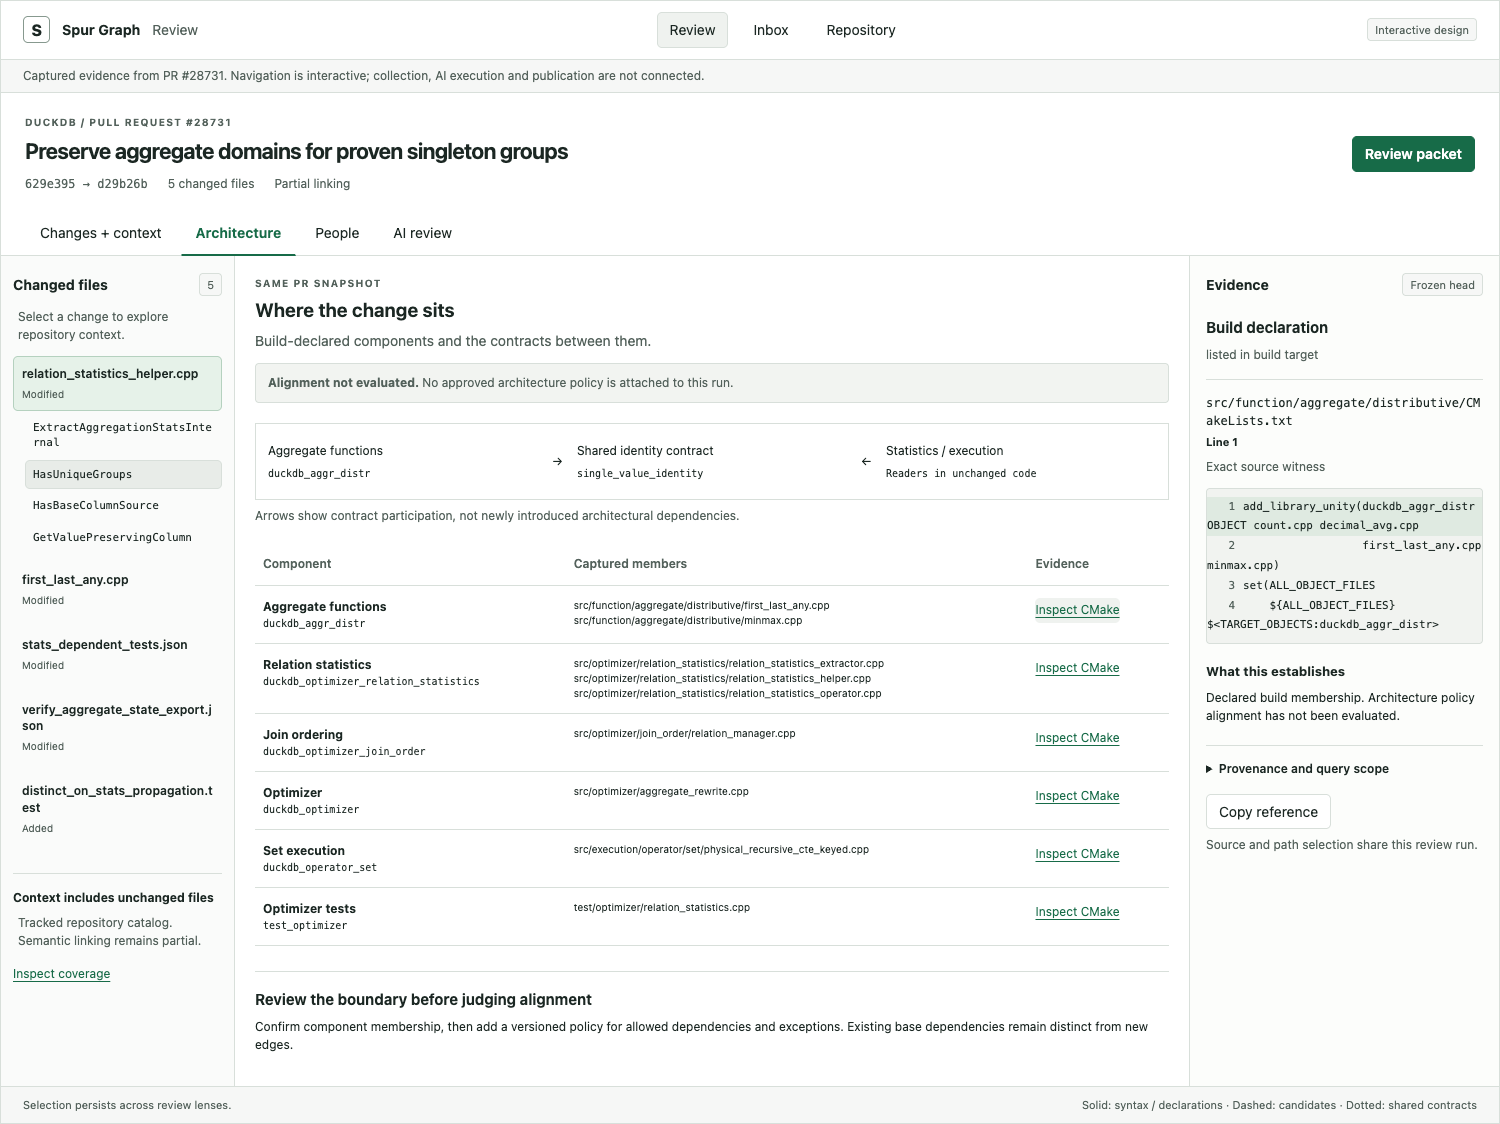 S Spur Graph Review
Review Inbox Repository
Interactive design
Captured evidence from PR #28731. Navigation is interactive; collection, AI execution and publication are not connected.
DUCKDB / PULL REQUEST #28731
Preserve aggregate domains for proven singleton groups
629e395 → d29b26b 5 changed files Partial linking
Review packet
Changes + context Architecture People AI review
Changed files 5
Select a change to explore
repository context.
relation_statistics_helper.cpp
Modified
ExtractAggregationStatsInte
rnal
HasUniqueGroups
HasBaseColumnSource
GetValuePreservingColumn
first_last_any.cpp
Modified
stats_dependent_tests.json
Modified
verify_aggregate_state_export.j
son
Modified
distinct_on_stats_propagation.t
est
Added
Context includes unchanged files
Tracked repository catalog.
Semantic linking remains partial.
Inspect coverage
SAME PR SNAPSHOT
Where the change sits
Build-declared components and the contracts between them.
Alignment not evaluated. No approved architecture policy is attached to this run.
Aggregate functions
duckdb_aggr_distr
→
Shared identity contract
single_value_identity
←
Statistics / execution
Readers in unchanged code
Arrows show contract participation, not newly introduced architectural dependencies.
Component Captured members Evidence
Aggregate functions
duckdb_aggr_distr
src/function/aggregate/distributive/first_last_any.cpp
src/function/aggregate/distributive/minmax.cpp
Inspect CMake
Relation statistics
duckdb_optimizer_relation_statistics
src/optimizer/relation_statistics/relation_statistics_extractor.cpp
src/optimizer/relation_statistics/relation_statistics_helper.cpp
src/optimizer/relation_statistics/relation_statistics_operator.cpp
Inspect CMake
Join ordering
duckdb_optimizer_join_order
src/optimizer/join_order/relation_manager.cpp
Inspect CMake
Optimizer
duckdb_optimizer
src/optimizer/aggregate_rewrite.cpp
Inspect CMake
Set execution
duckdb_operator_set
src/execution/operator/set/physical_recursive_cte_keyed.cpp
Inspect CMake
Optimizer tests
test_optimizer
test/optimizer/relation_statistics.cpp
Inspect CMake
Review the boundary before judging alignment
Confirm component membership, then add a versioned policy for allowed dependencies and exceptions. Existing base dependencies remain distinct from new
edges.
Evidence Frozen head
Build declaration
listed in build target
src/function/aggregate/distributive/CM
akeLists.txt
Line 1
Exact source witness
1 add_library_unity(duckdb_aggr_distr
OBJECT count.cpp decimal_avg.cpp
2 first_last_any.cpp
minmax.cpp)
3 set(ALL_OBJECT_FILES
4 ${ALL_OBJECT_FILES}
$<TARGET_OBJECTS:duckdb_aggr_distr>
What this establishes
Declared build membership. Architecture policy
alignment has not been evaluated.
▶ Provenance and query scope
Copy reference
Source and path selection share this review run.
Selection persists across review lenses.
Solid: syntax / declarations · Dashed: candidates · Dotted: shared contracts